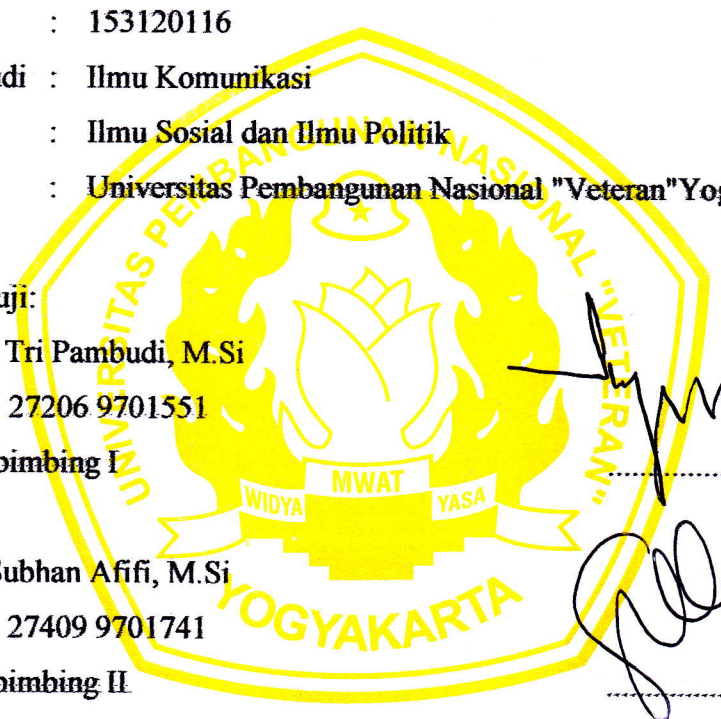 : 153120116
udi : Ilmu Komunikasi
: Ilmu Sosial dan Ilmu Politik
: Universitas Pembangunan Nasional "Veteran"Yog
uji:
Tri Pambudi, M.Si
27206 9701551
bimbing I
Subhan Afifi, M.Si
27409 9701741
bimbing II
UNIVERSITAS PEMBANGUNAN NASIONAL "VETERAN"
WIDYA MWAT YASA
YOGYAKARTA